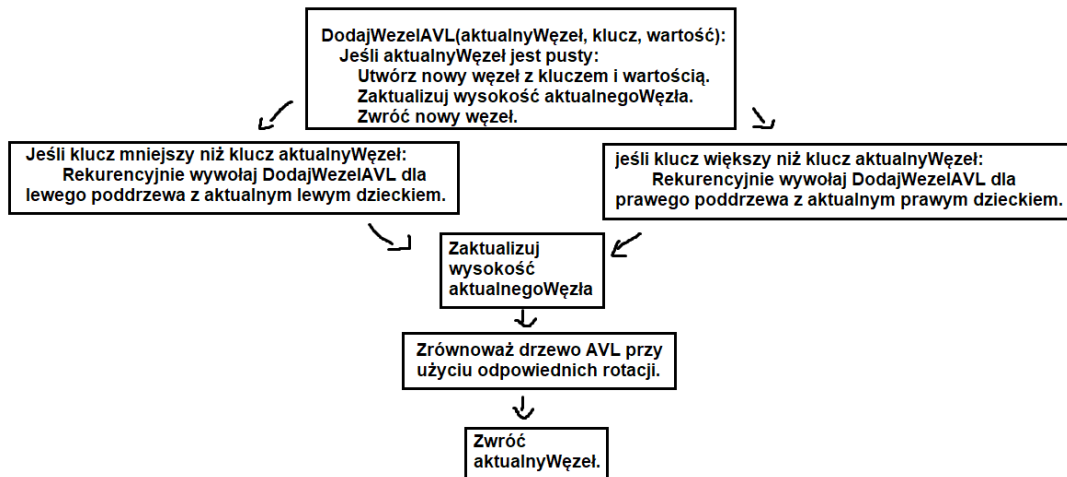 DodajWezelAVL(aktualnyWęzeł, klucz, wartość):
Jeśli aktualnyWęzeł jest pusty:
Utwórz nowy węzeł z kluczem i wartością.
Zaktualizuj wysokość aktualnegoWęzła.
Zwróć nowy węzeł.
Jeśli klucz mniejszy niż klucz aktualnyWęzeł:
Rekurencyjnie wywołaj DodajWezelAVL dla
lewego poddrzewa z aktualnym lewym dzieckiem.
jeśli klucz większy niż klucz aktualnyWęzeł:
Rekurencyjnie wywołaj DodajWezelAVL dla
prawego poddrzewa z aktualnym prawym dzieckiem.
Zaktualizuj
wysokość
aktualnegoWęzła
Zrównoważ drzewo AVL przy
użyciu odpowiednich rotacji.
Zwróć
aktualnyWęzeł.